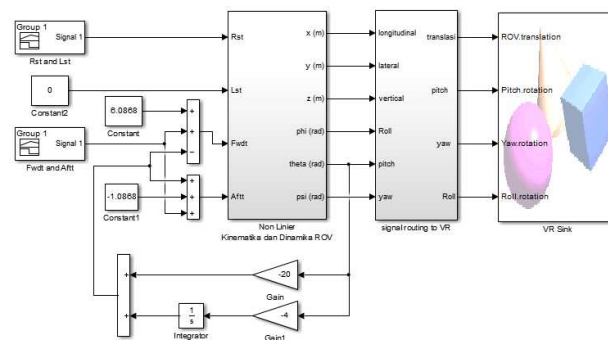 Group 1
Signal 1
Rst and Lst
0
Constant2
6.0868
Constant
Group 1
Signal 1
Fwdt and Aftt
-1.0868
Constant1
+
+
−
+
+
+
Rst
Lst
Fwdt
Aftt
x (m)
y (m)
z (m)
phi (rad)
theta (rad)
psi (rad)
Non Linier
Kinematika dan Dinamika ROV
longitudinal
lateral
vertical
Roll
pitch
yaw
translasi
pitch
yaw
Roll
signal routing to VR
ROV.translation
Pitch.rotation
Yaw.rotation
Roll.rotation
VR Sink
+
+
-20
Gain
1
s
Integrator
-4
Gain1